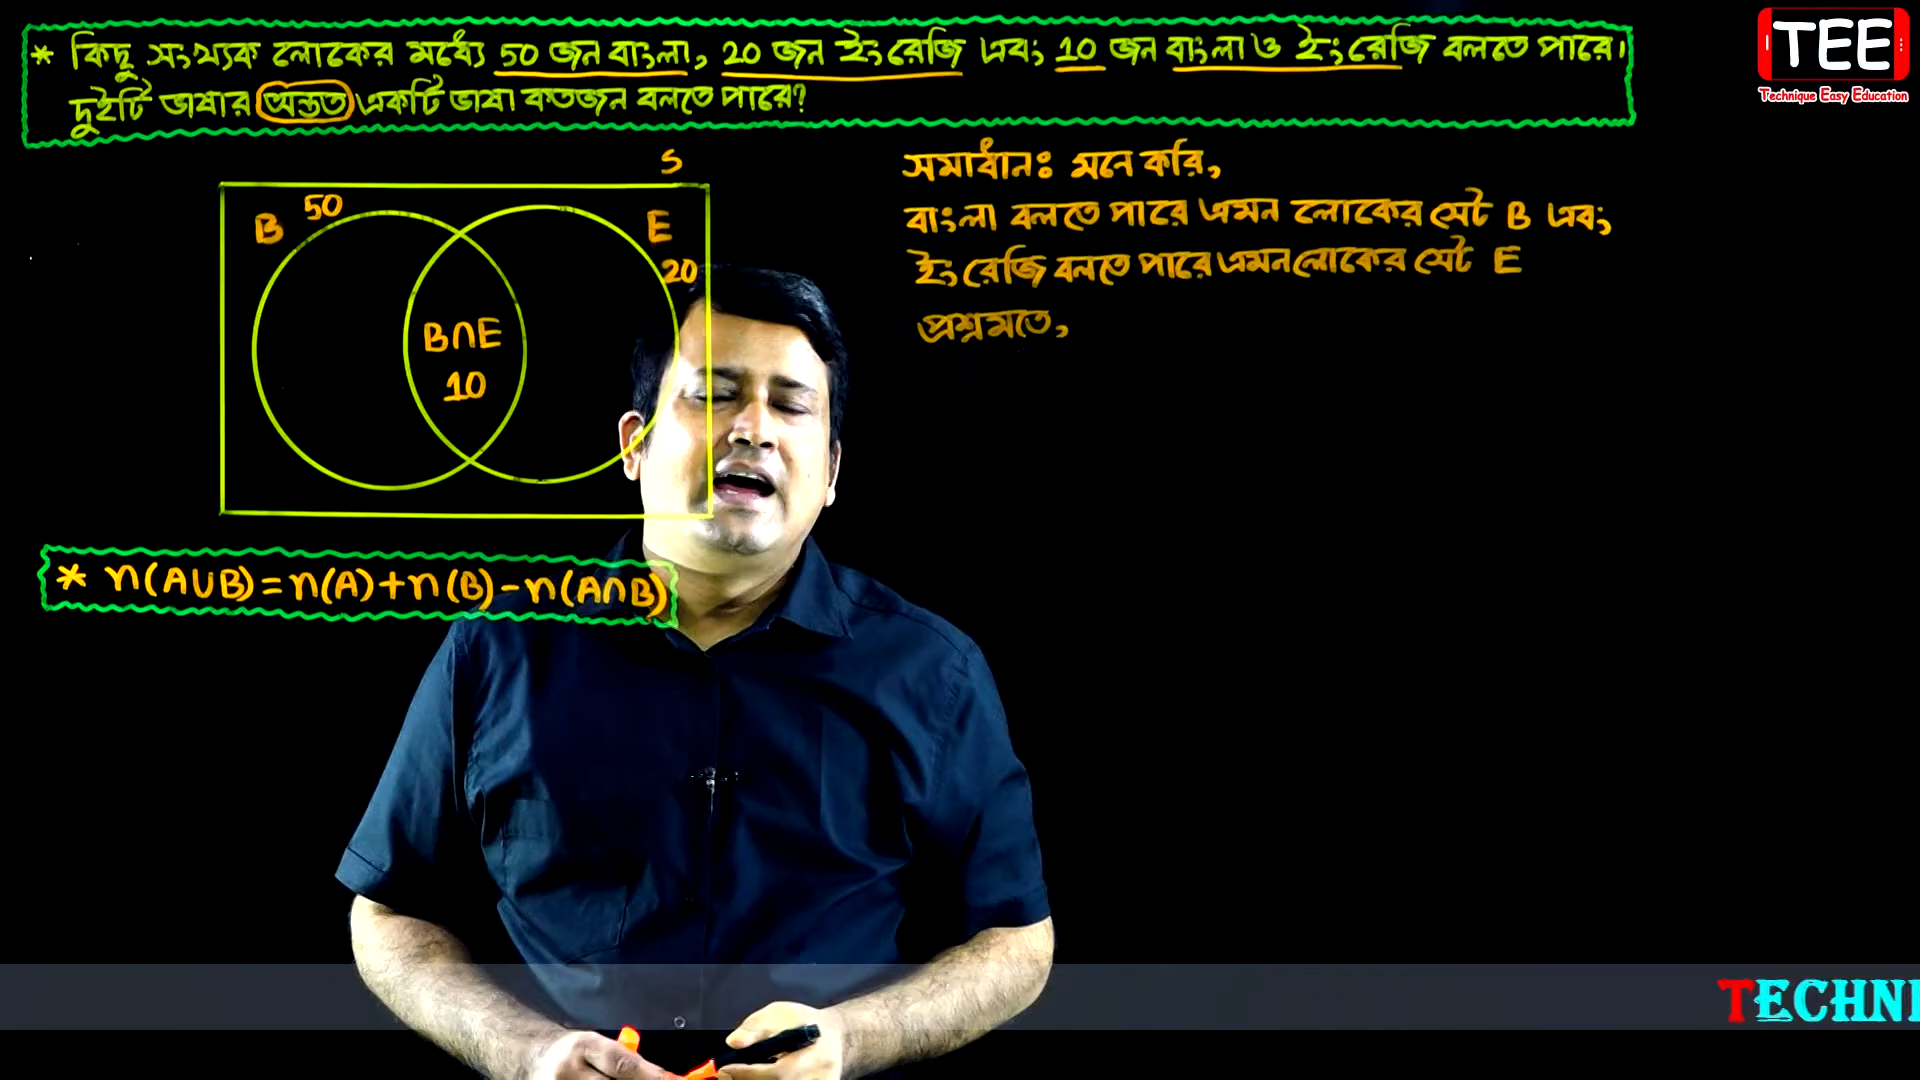 * কিছু সংখ্যক লোকের মধ্যে 50 জন বাংলা, 20 জন ইংরেজি এবং 10 জন বাংলা ও ইংরেজি বলতে পারে।
দুইটি ভাষার অন্তত একটি ভাষা কতজন বলতে পারে?
TEE
Technique Easy Education
S
B 50
E
20
B∩E
10
* n(A∪B)=n(A)+n(B)-n(A∩B)
সমাধানঃ মনে করি,
বাংলা বলতে পারে এমন লোকের সেট B এবং
ইংরেজি বলতে পারে এমন লোকের সেট E
প্রশ্নমতে,
TECHNI